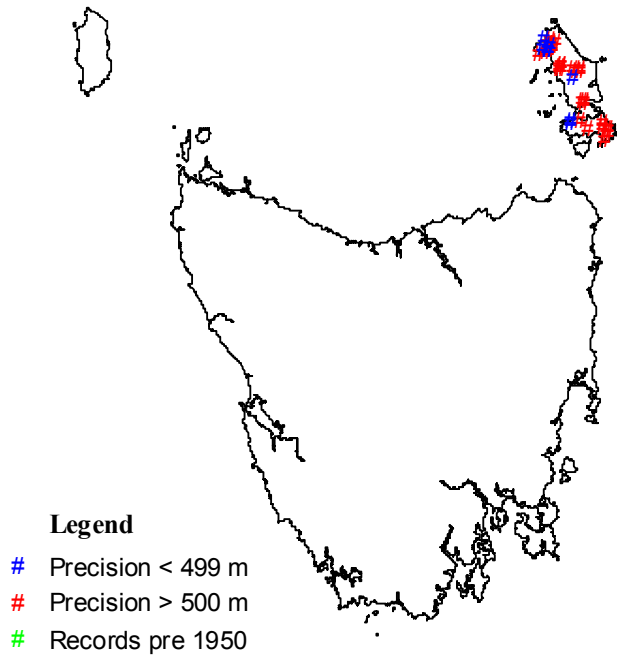 Legend
# Precision < 499 m
# Precision > 500 m
# Records pre 1950